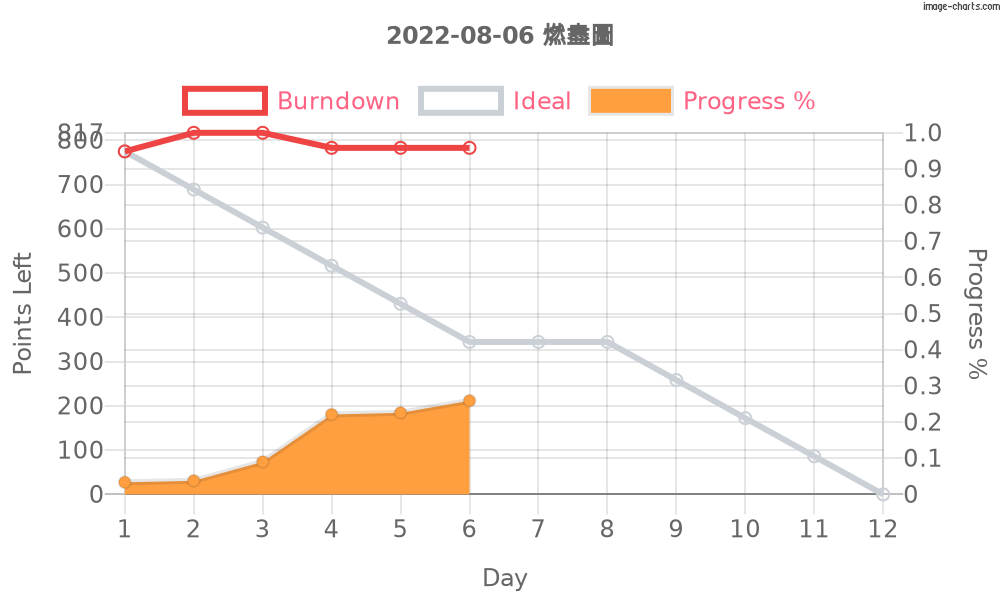 image-charts.com
2022-08-06 燃盡圖
Burndown Ideal Progress %
817 1.0
800
0.9
700
0.8
600
0.7
500
0.6
400
0.5
300
0.4
200
0.3
100
0.2
0
0.1
0
Points Left
Progress %
1 2 3 4 5 6 7 8 9 10 11 12
Day